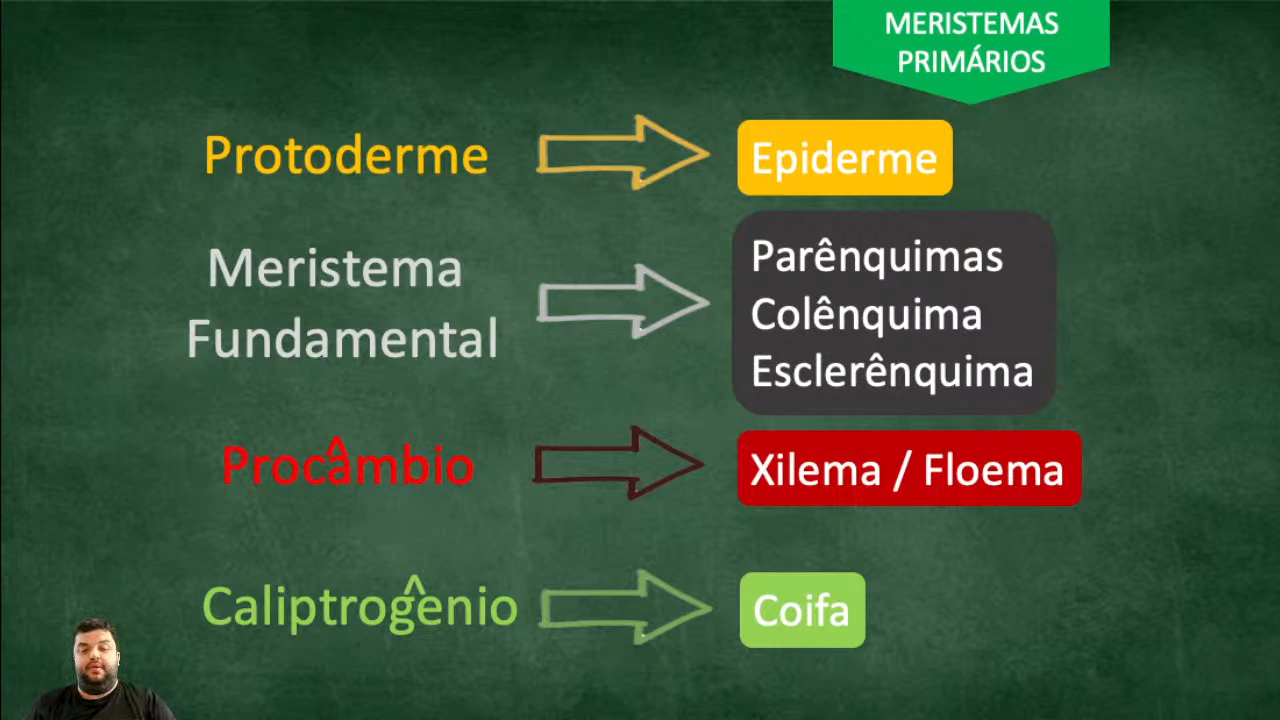 MERISTEMAS
PRIMÁRIOS
Protoderme
Epiderme
Meristema
Fundamental
Parênquimas
Colênquima
Esclerênquima
Procâmbio
Xilema / Floema
Caliptrogênio
Coifa